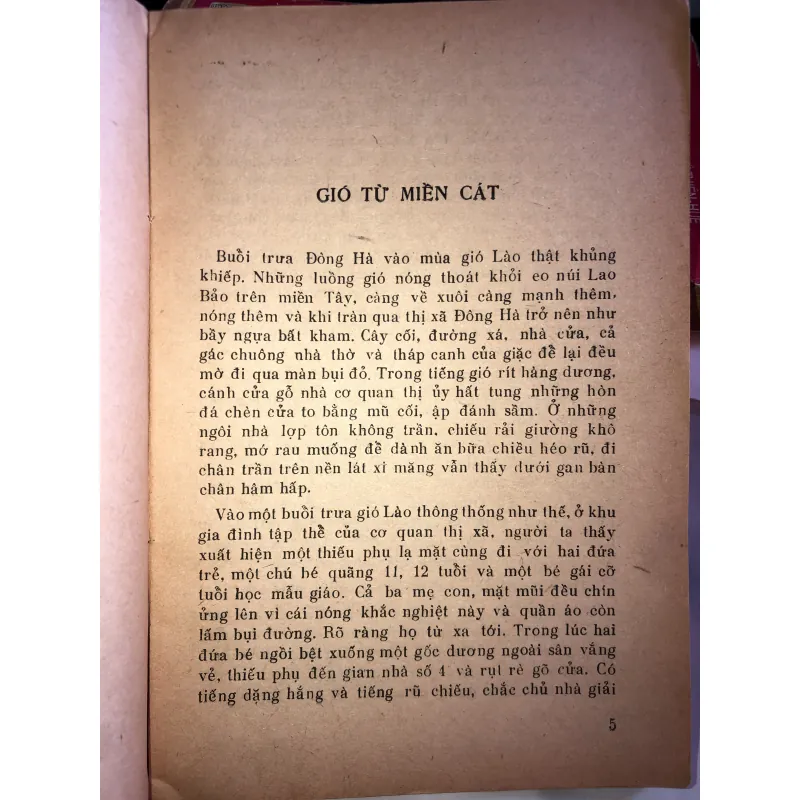 GIÓ TỪ MIỀN CÁT
Buổi trưa Đông Hà vào mùa gió Lào thật khủng
khiếp. Những luồng gió nóng thoát khỏi eo núi Lao
Bảo trên miền Tây, càng về xuôi càng mạnh thêm,
nóng thêm và khi tràn qua thị xã Đông Hà trở nên như
bầy ngựa bất kham. Cây cối, đường xá, nhà cửa, cả
gác chuông nhà thờ và tháp canh của giặc để lại đều
mờ đi qua màn bụi đỏ. Trong tiếng gió rít hàng dương,
cánh cửa gỗ nhà cơ quan thị ủy hất tung những hòn
đá chèn cửa to bằng mũ cối, ập đánh sầm. Ở những
ngôi nhà lợp tôn không trần, chiếu rải giường khô
rang, mớ rau muống để dành ăn bữa chiều héo rũ, đi
chân trần trên nền lát xi măng vẫn thấy dưới gan bàn
chân hâm hấp.
Vào một buổi trưa gió Lào thông thống như thế, ở khu
gia đình tập thể của cơ quan thị xã, người ta thấy
xuất hiện một thiếu phụ lạ mặt cùng đi với hai đứa
trẻ, một chú bé quãng 11, 12 tuổi và một bé gái cỡ
tuổi học mẫu giáo. Cả ba mẹ con, mặt mũi đều chín
ửng lên vì cái nóng khắc nghiệt này và quần áo còn
lấm bụi đường. Rõ ràng họ từ xa tới. Trong lúc hai
đứa bé ngồi bệt xuống một gốc dương ngoài sân vắng
vẻ, thiếu phụ đến gian nhà số 4 và rụt rè gõ cửa. Có
tiếng dặng hắng và tiếng rũ chiếu, chắc chủ nhà giải
5